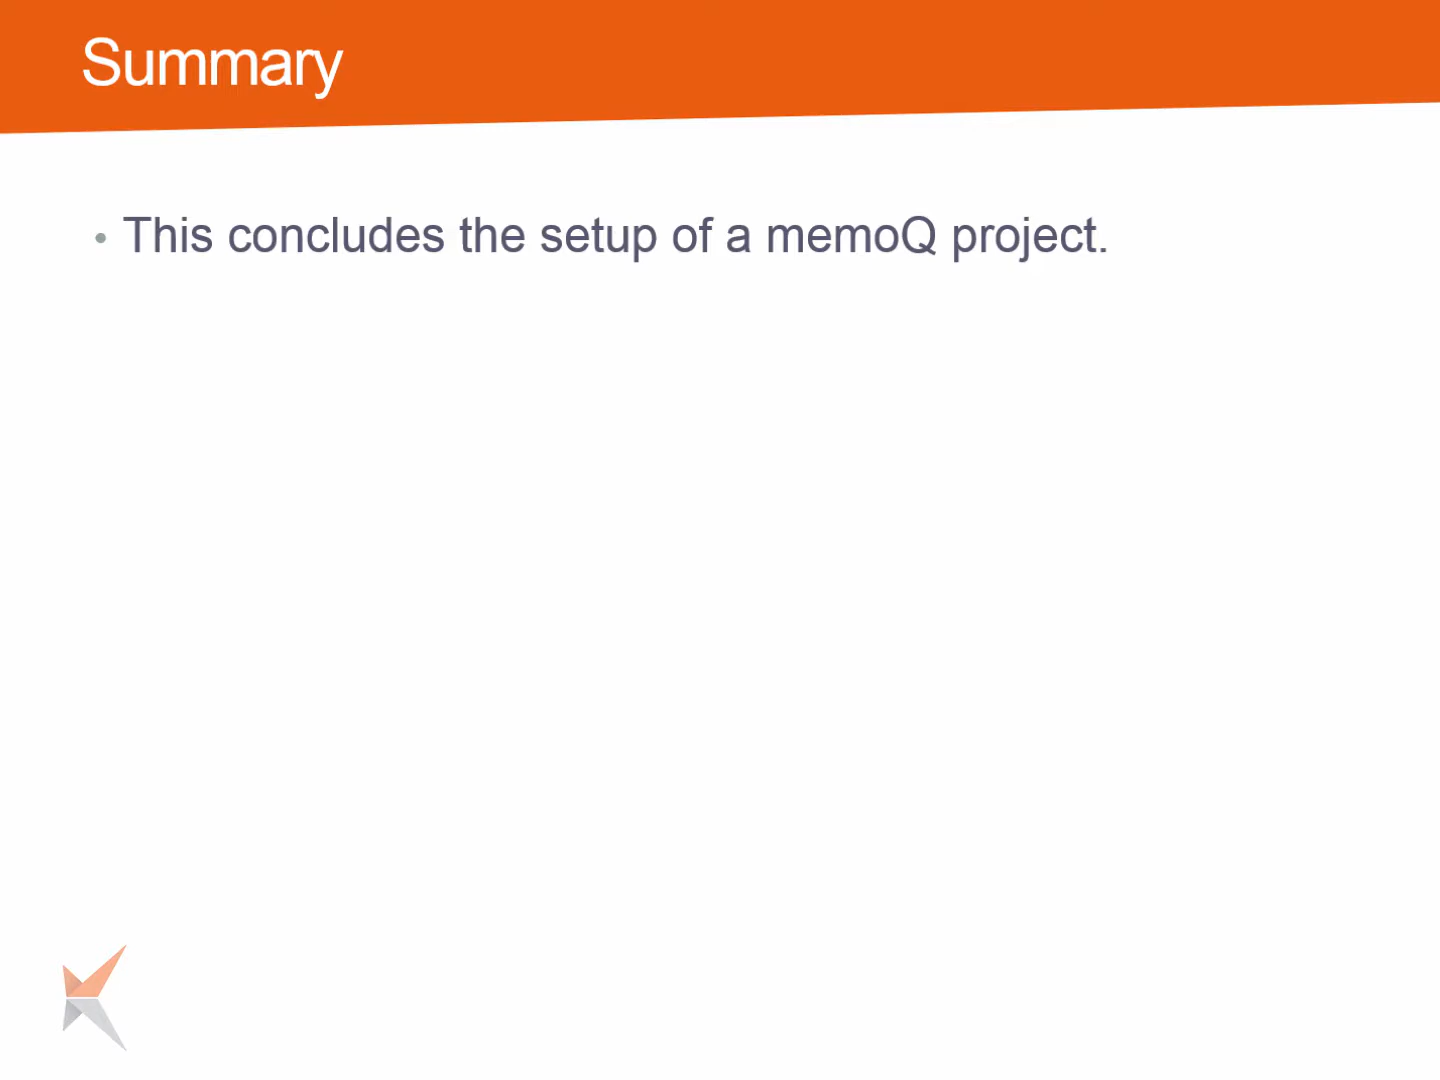 Summary
• This concludes the setup of a memoQ project.